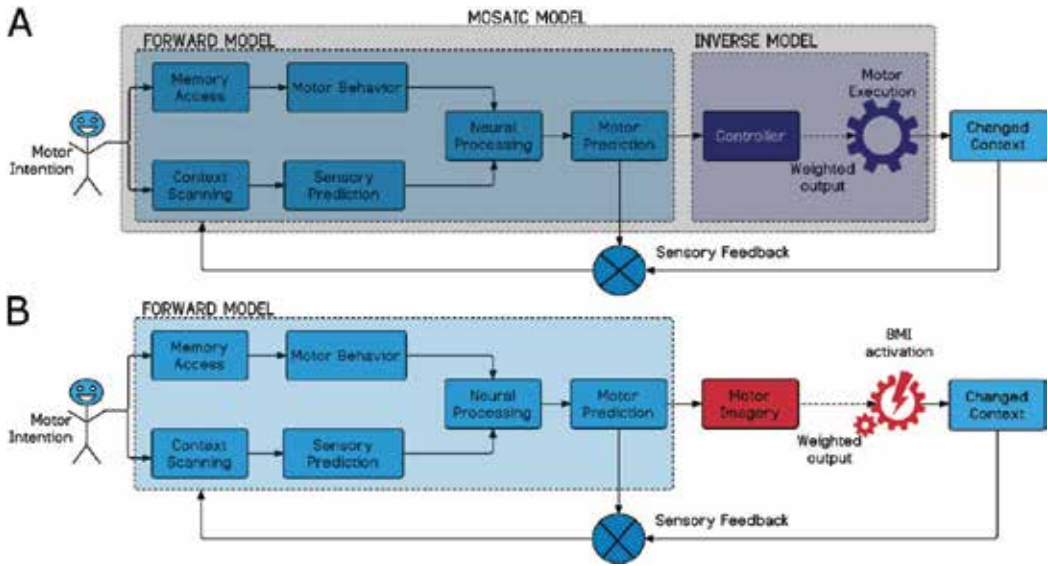 A
MOSAIC MODEL
FORWARD MODEL
INVERSE MODEL
Memory
Access
Motor Behavior
Motor
Execution
Neural
Processing
Motor
Prediction
Controller
Changed
Context
Motor
Intention
Context
Scanning
Sensory
Prediction
Weighted
output
Sensory Feedback
B
FORWARD MODEL
BMI
activation
Memory
Access
Motor Behavior
Neural
Processing
Motor
Prediction
Motor
Imagery
Changed
Context
Motor
Intention
Context
Scanning
Sensory
Prediction
Weighted
output
Sensory Feedback